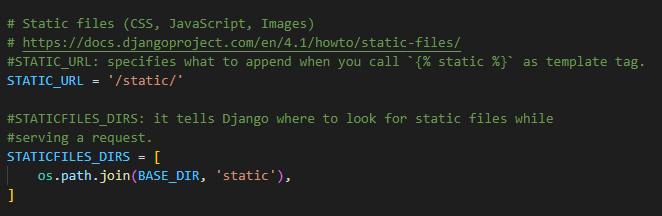 # Static files (CSS, JavaScript, Images)
# https://docs.djangoproject.com/en/4.1/howto/static-files/
#STATIC_URL: specifies what to append when you call `{% static %}` as template tag.
STATIC_URL = '/static/'
#STATICFILES_DIRS: it tells Django where to look for static files while
#serving a request.
STATICFILES_DIRS = [
    os.path.join(BASE_DIR, 'static'),
]